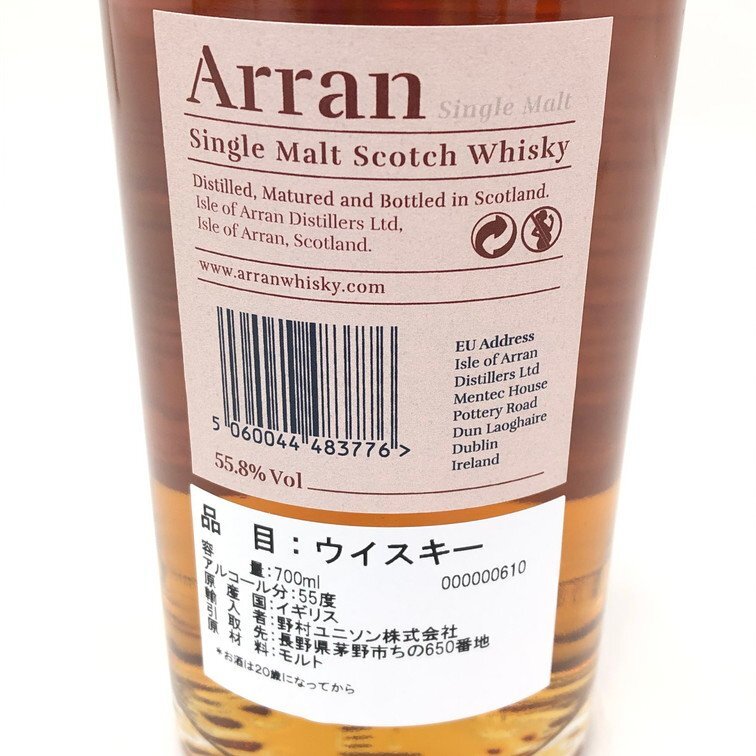 Arran
Single Malt
Single Malt Scotch Whisky
Distilled, Matured and Bottled in Scotland.
Isle of Arran Distillers Ltd,
Isle of Arran, Scotland.
www.arranwhisky.com
EU Address
Isle of Arran
Distillers Ltd
Mentec House
Pottery Road
Dun Laoghaire
Dublin
Ireland
5 060044 483776 >
55.8% Vol
品 目：ウイスキー
容 量：700ml
000000610
アルコール分：55度
原 産 国：イギリス
輸 入 者：野村ユニソン株式会社
引 取 先：長野県茅野市ちの650番地
原 材 料：モルト
*お酒は20歳になってから